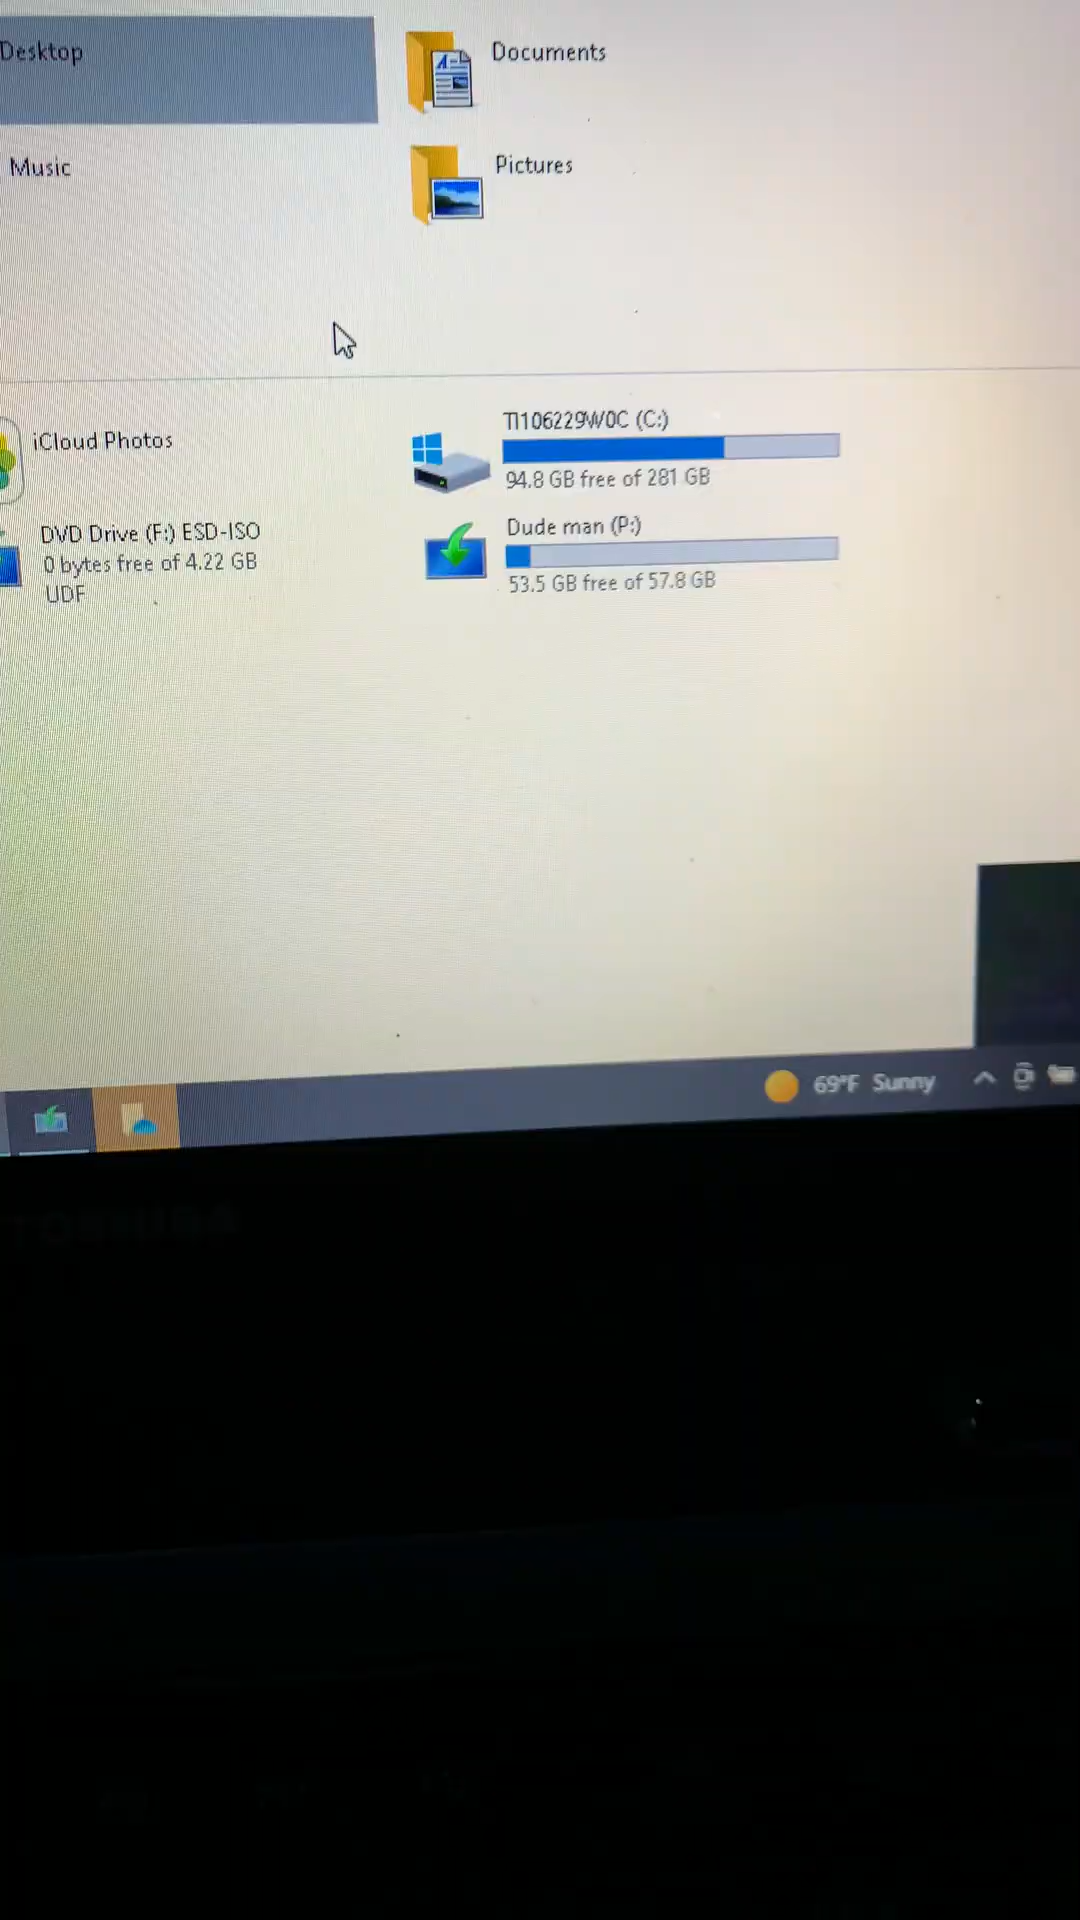 Desktop
Documents
Music
Pictures
iCloud Photos
TI106229W0C (C:)
94.8 GB free of 281 GB
DVD Drive (F:) ESD-ISO
0 bytes free of 4.22 GB
UDF
Dude man (P:)
53.5 GB free of 57.8 GB
69°F Sunny
TOSHIBA